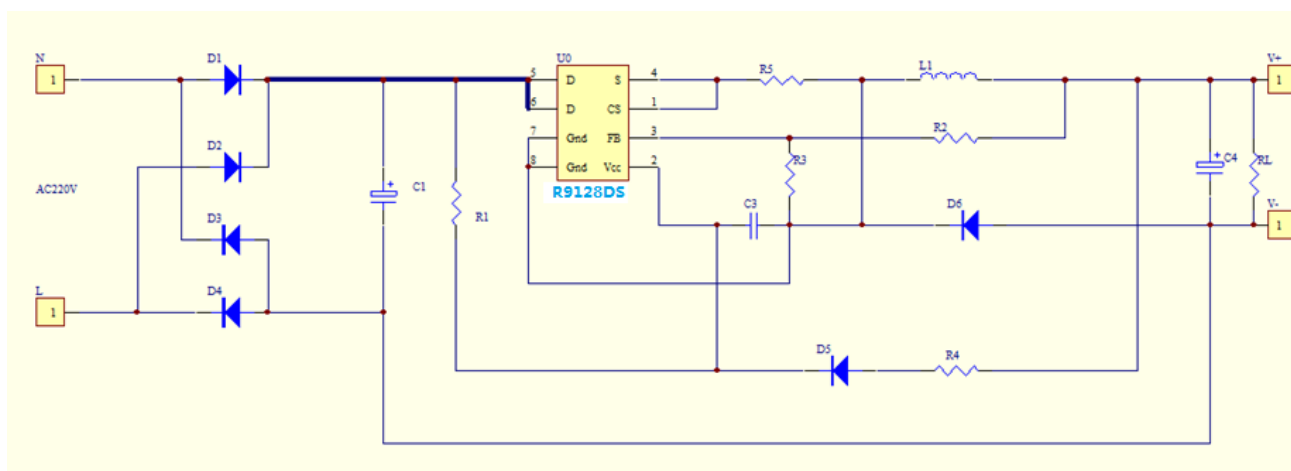 N
1
D1
D2
AC220V
D3
L
1
D4
C1
R1
U0
5 D S 4
6 D CS 1
7 Gnd FB 3
8 Gnd Vcc 2
R9128DS
R5
L1
R2
R3
C3
D6
D5
R4
C4
RL
V+
1
V-
1